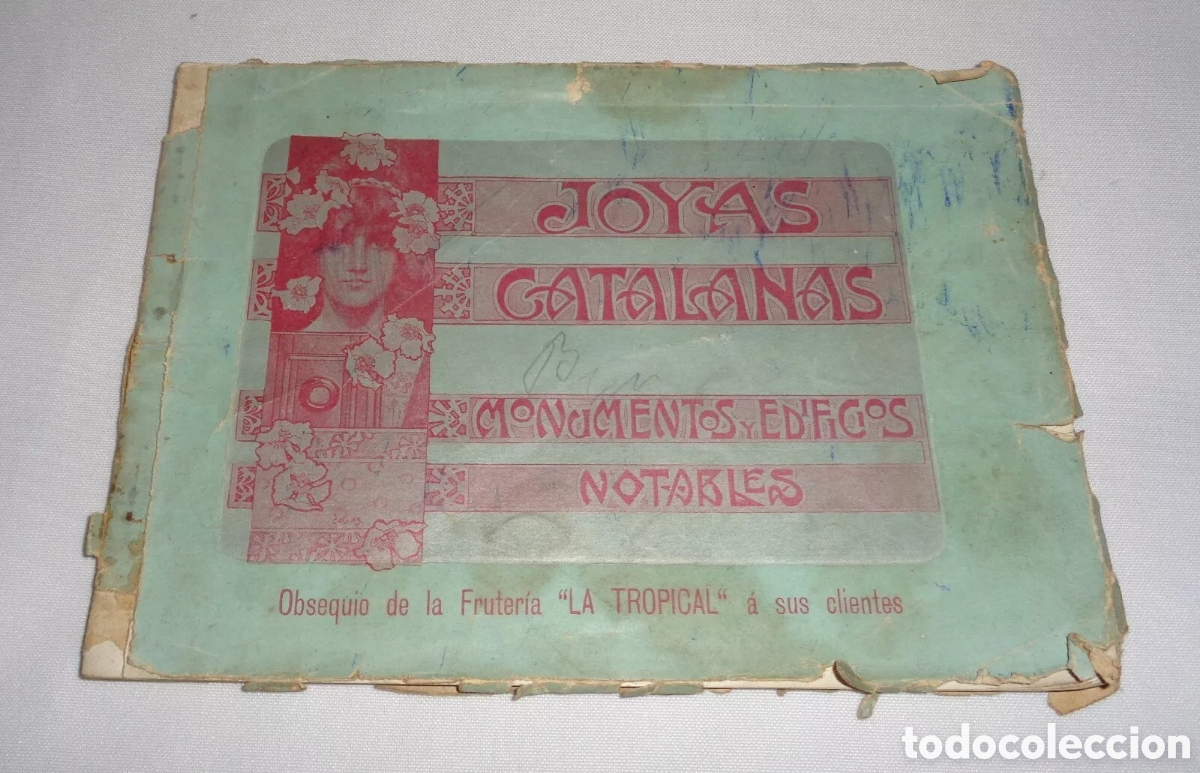 JOYAS
CATALANAS
MONUMENTOS Y EDIFICIOS
NOTABLES
Obsequio de la Frutería "LA TROPICAL" á sus clientes
todocoleccion